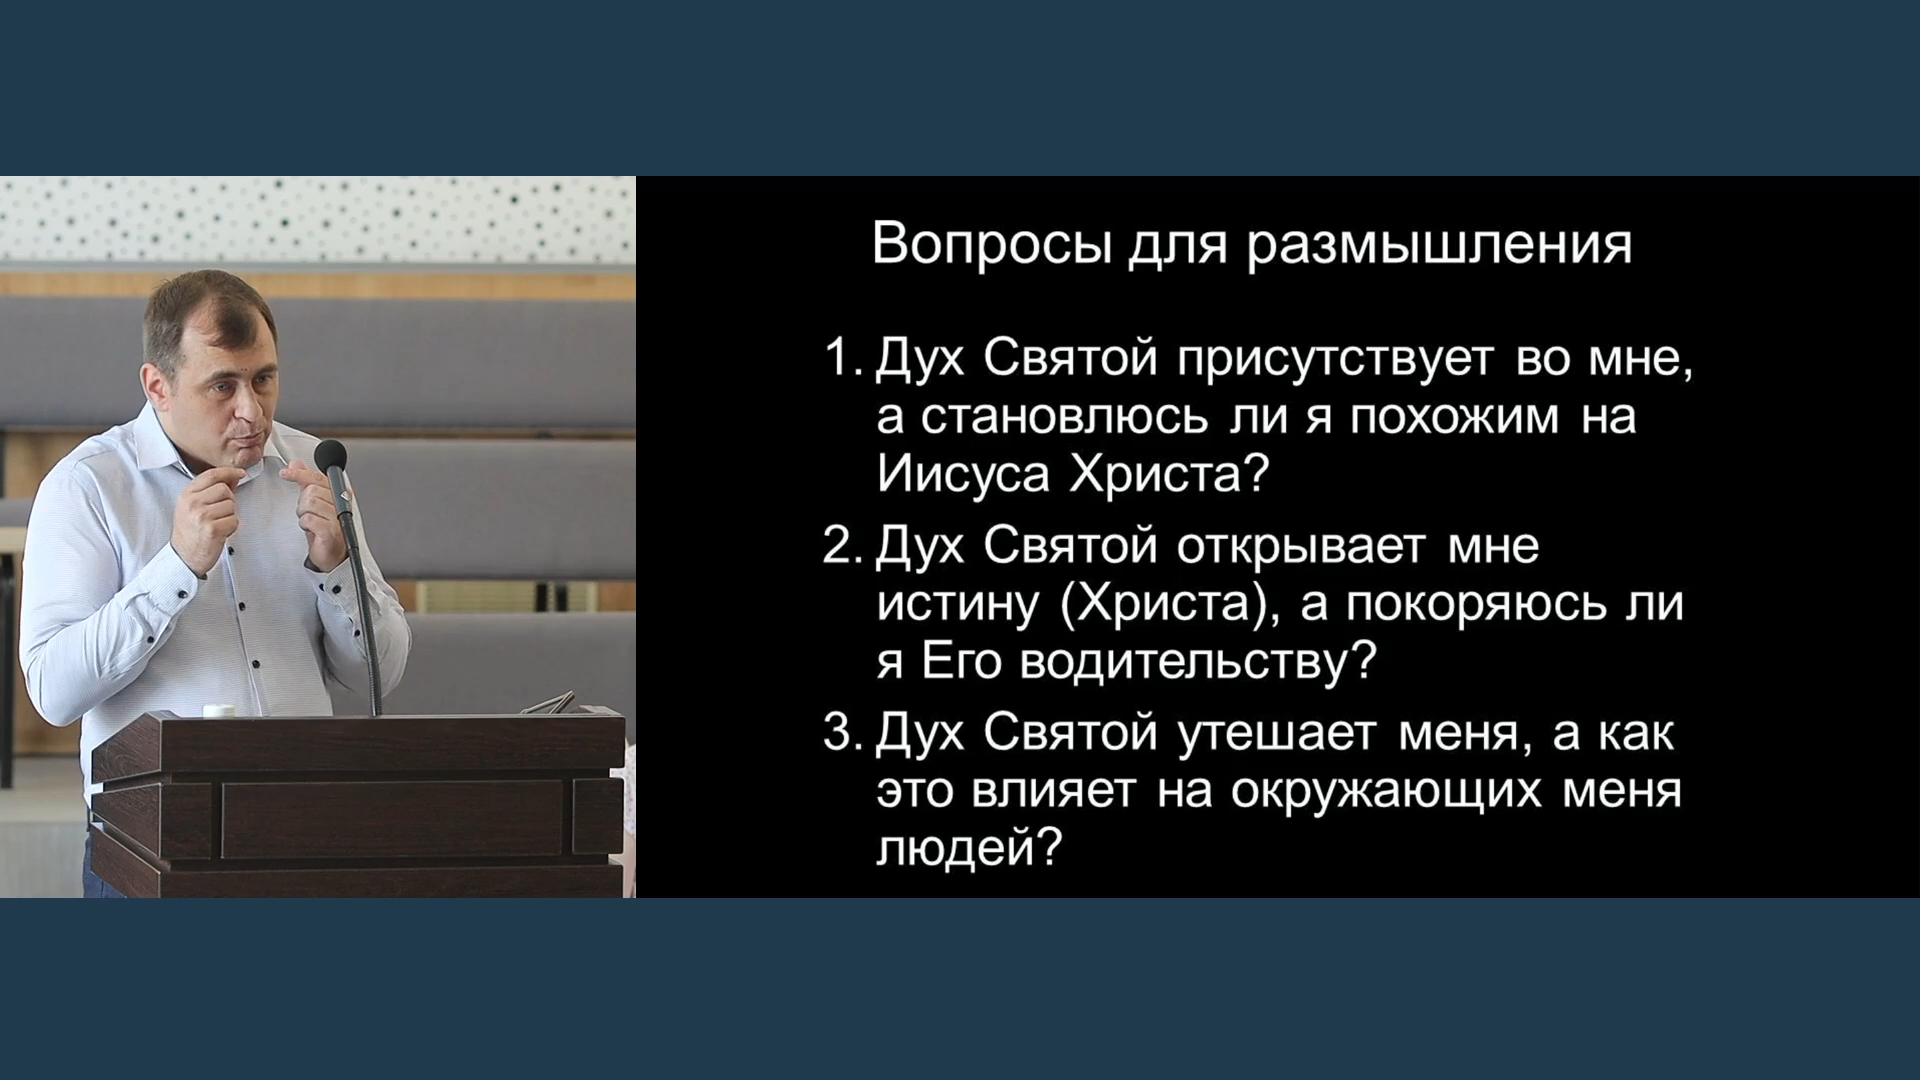 Вопросы для размышления
1. Дух Святой присутствует во мне,
а становлюсь ли я похожим на
Иисуса Христа?
2. Дух Святой открывает мне
истину (Христа), а покоряюсь ли
я Его водительству?
3. Дух Святой утешает меня, а как
это влияет на окружающих меня
людей?